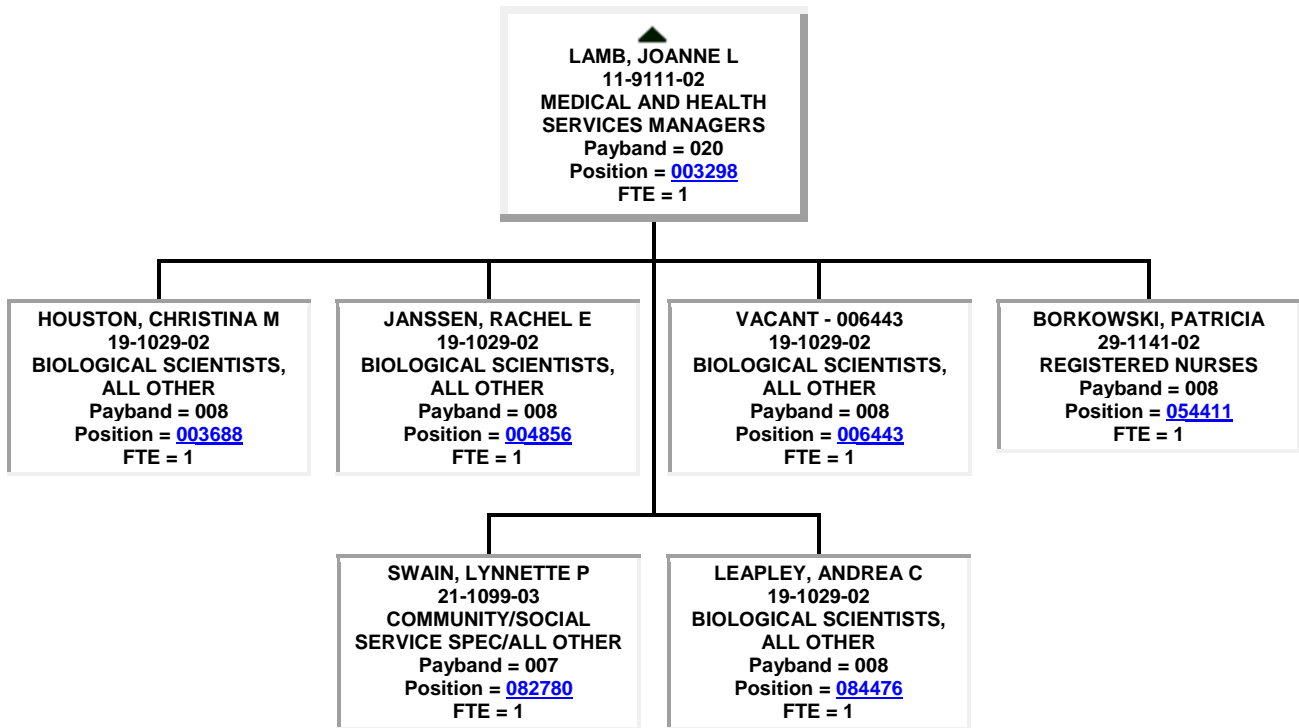 LAMB, JOANNE L
11-9111-02
MEDICAL AND HEALTH
SERVICES MANAGERS
Payband = 020
Position = 003298
FTE = 1
HOUSTON, CHRISTINA M
19-1029-02
BIOLOGICAL SCIENTISTS,
ALL OTHER
Payband = 008
Position = 003688
FTE = 1
JANSSEN, RACHEL E
19-1029-02
BIOLOGICAL SCIENTISTS,
ALL OTHER
Payband = 008
Position = 004856
FTE = 1
VACANT - 006443
19-1029-02
BIOLOGICAL SCIENTISTS,
ALL OTHER
Payband = 008
Position = 006443
FTE = 1
BORKOWSKI, PATRICIA
29-1141-02
REGISTERED NURSES
Payband = 008
Position = 054411
FTE = 1
SWAIN, LYNNETTE P
21-1099-03
COMMUNITY/SOCIAL
SERVICE SPEC/ALL OTHER
Payband = 007
Position = 082780
FTE = 1
LEAPLEY, ANDREA C
19-1029-02
BIOLOGICAL SCIENTISTS,
ALL OTHER
Payband = 008
Position = 084476
FTE = 1